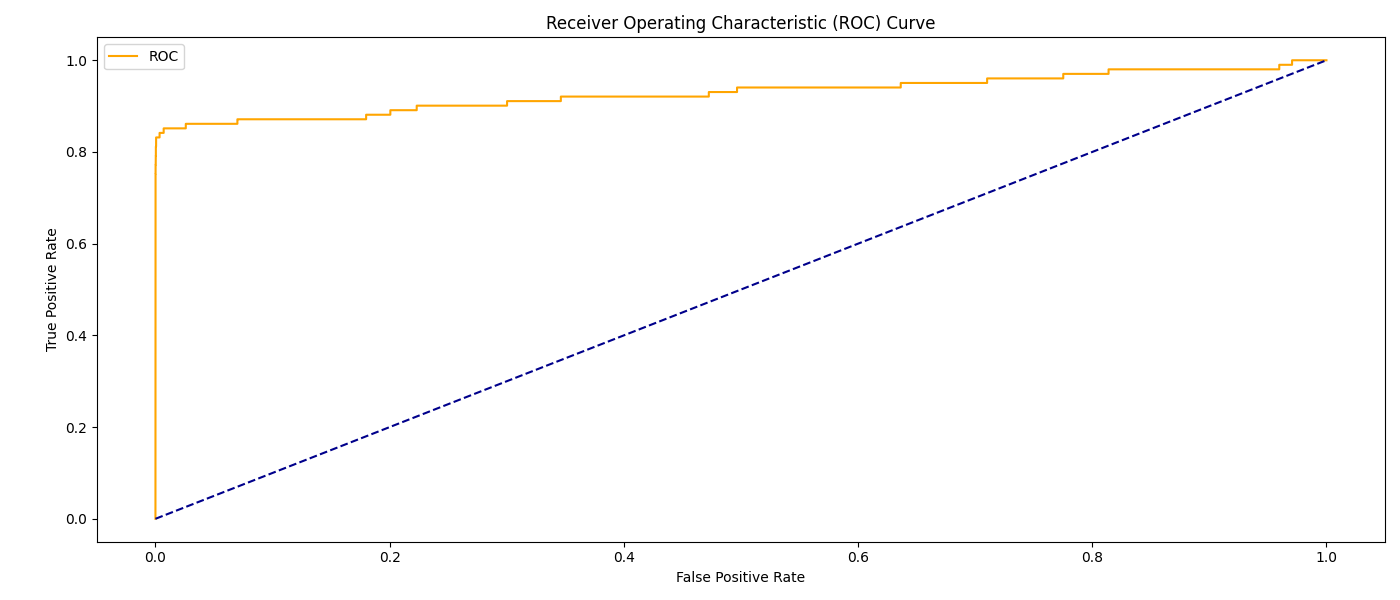 Receiver Operating Characteristic (ROC) Curve
ROC
1.0
0.8
0.6
0.4
0.2
0.0
True Positive Rate
0.0 0.2 0.4 0.6 0.8 1.0
False Positive Rate